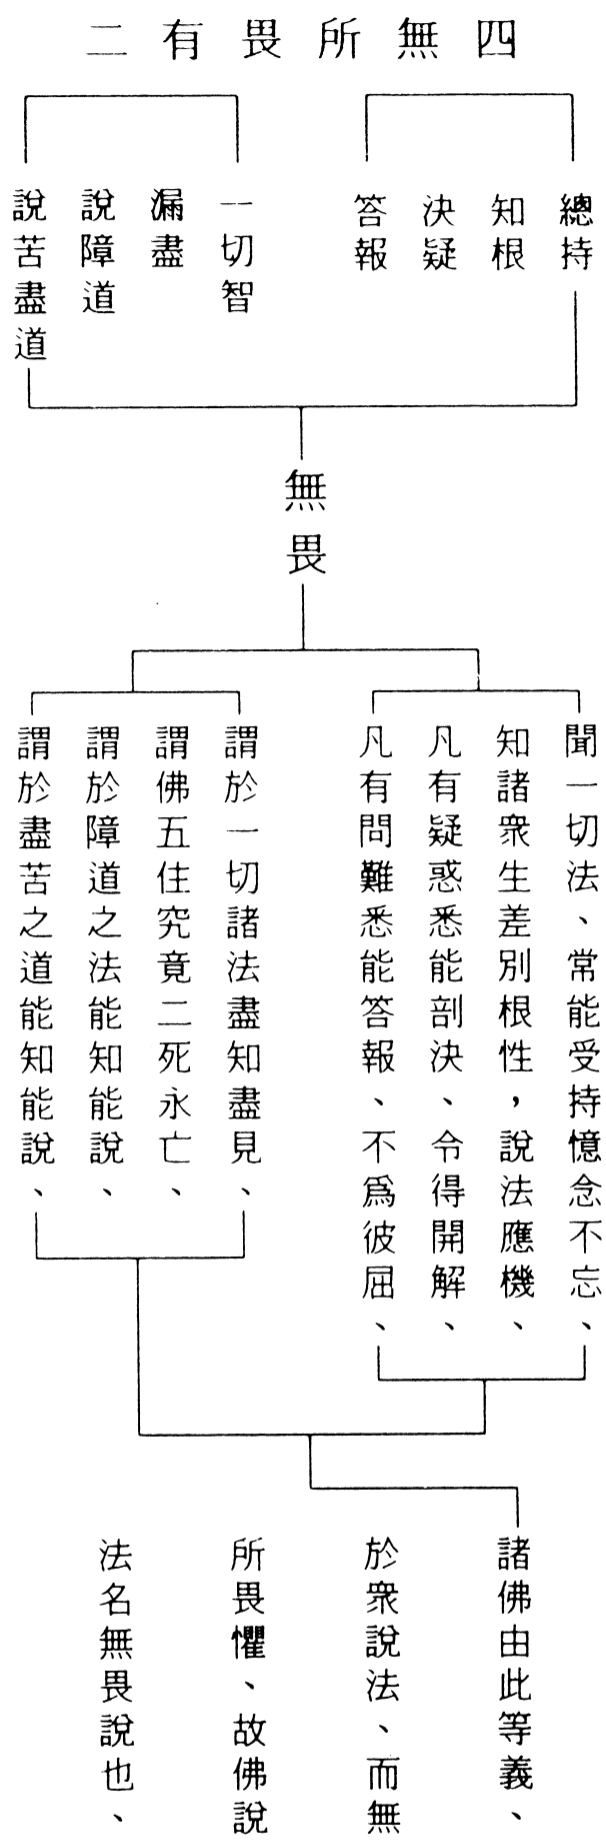 四無所畏有二
總持
知根
決疑
答報
一切智
漏盡
說障道
說苦盡道
無畏
聞一切法、常能受持憶念不忘、
知諸衆生差別根性，說法應機、
凡有疑惑悉能剖決、令得開解、
凡有問難悉能答報、不爲彼屈、
謂於一切諸法盡知盡見、
謂佛五住究竟二死永亡、
謂於障道之法能知能說、
謂於盡苦之道能知能說、
諸佛由此等義、
於衆說法、而無
所畏懼、故佛說
法名無畏說也、